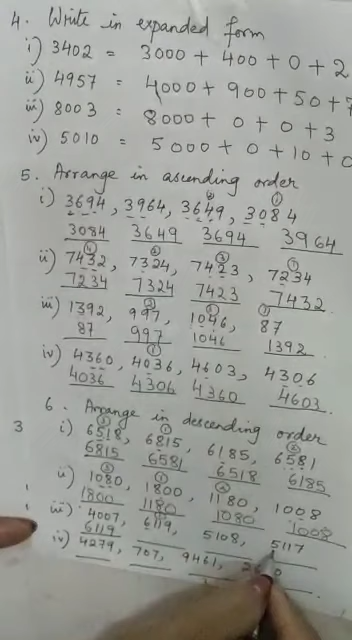 4. Write in expanded form
i) 3402 = 3000 + 400 + 0 + 2
ii) 4957 = 4000 + 900 + 50 + 7
iii) 8003 = 8000 + 0 + 0 + 3
iv) 5010 = 5000 + 0 + 10 + 0
5. Arrange in ascending order
i) 3694, 3964, 3649, 3084
3084 3649 3694 3964
ii) 7432, 7324, 7423, 7234
7234 7324 7423 7432
iii) 1392, 997, 1046, 87
87 997 1046 1392
iv) 4360, 4036, 4603, 4306
4036 4306 4360 4603
6. Arrange in descending order
3 i) 6518, 6815, 6185, 6581
6815 6581 6518 6185
ii) 1080, 1800, 1180, 1008
1800 1180 1080 1008
iii) 4007, 6119, 5108, 5117
6119
iv) 4279, 707, 9461,